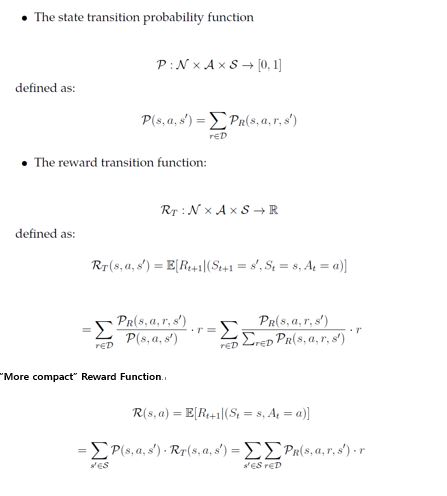 • The state transition probability function
𝒫 : 𝒩 × 𝒜 × 𝒮 → [0, 1]
defined as:
𝒫(s, a, s′) = ∑_{r∈𝒟} 𝒫_R(s, a, r, s′)
• The reward transition function:
ℛ_T : 𝒩 × 𝒜 × 𝒮 → ℝ
defined as:
ℛ_T(s, a, s′) = 𝔼[R_{t+1}|(S_{t+1} = s′, S_t = s, A_t = a)]
= ∑_{r∈𝒟} 𝒫_R(s, a, r, s′) / 𝒫(s, a, s′) · r = ∑_{r∈𝒟} 𝒫_R(s, a, r, s′) / ∑_{r∈𝒟} 𝒫_R(s, a, r, s′) · r
"More compact" Reward Function..
ℛ(s, a) = 𝔼[R_{t+1}|(S_t = s, A_t = a)]
= ∑_{s′∈𝒮} 𝒫(s, a, s′) · ℛ_T(s, a, s′) = ∑_{s′∈𝒮} ∑_{r∈𝒟} 𝒫_R(s, a, r, s′) · r